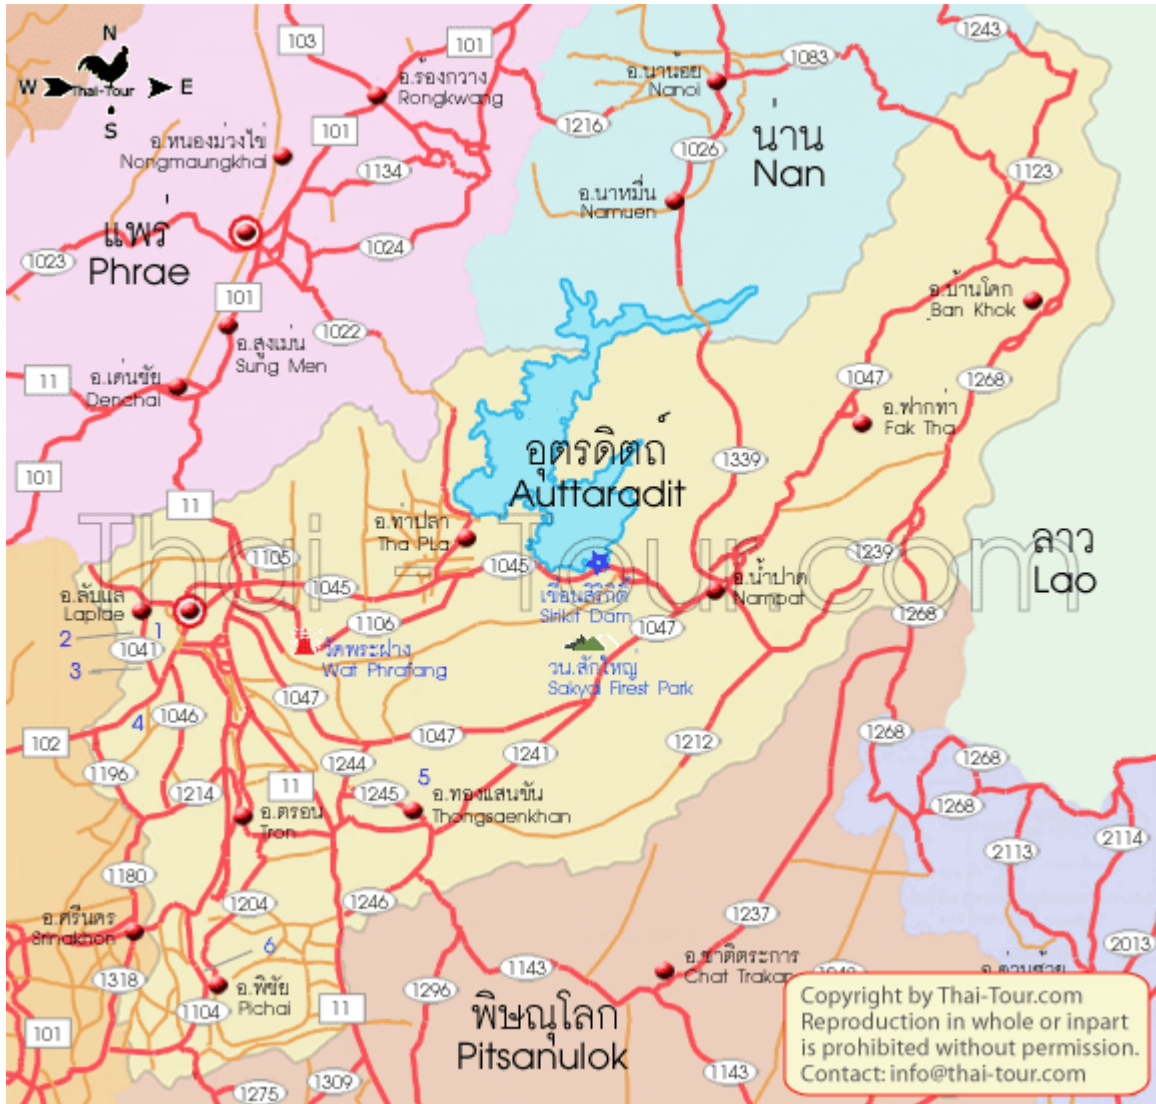 N
W
E
S
Thai-Tour
103
101
1243
อ.ร้องกวาง
Rongkwang
อ.นาน้อย
Nanoi
1083
1216
101
อ.หนองม่วงไข่
Nongmaungkhai
1134
1026
น่าน
Nan
1123
อ.นาหมื่น
Namuen
แพร่
Phrae
1023
1024
101
อ.บ้านโคก
Ban Khok
1022
อ.สูงเม่น
Sung Men
11
อ.เด่นชัย
Denchai
1047
1268
อ.ฟากท่า
Fak Tha
อุตรดิตถ์
Auttaradit
1339
101
11
Thai - Tour.com
อ.ท่าปลา
Tha PLa
1105
1045
1045
1239
ลาว
Lao
อ.ลับแล
Laplae
เขื่อนสิริกิติ์
Sirikit Dam
อ.น้ำปาด
Nampat
1268
1
2
1041
3
1106
1047
วัดพระฝาง
Wat Phrafang
วน.สักใหญ่
Sakyai Firest Park
1047
1046
4
102
1047
1241
1212
1268
1268
1196
1244
5
11
1214
1245
อ.ทองแสนขัน
Thongsaenkhan
1268
อ.ตรอน
Tron
2114
2113
1180
1204
1246
อ.ศรีนคร
Srinakhon
1237
6
2013
1318
1143
อ.ชาติตระการ
Chat Trakan
อ.พิชัย
Pichai
1296
1104
11
พิษณุโลก
Pitsanulok
101
1143
1275
1309
Copyright by Thai-Tour.com
Reproduction in whole or inpart
is prohibited without permission.
Contact: info@thai-tour.com